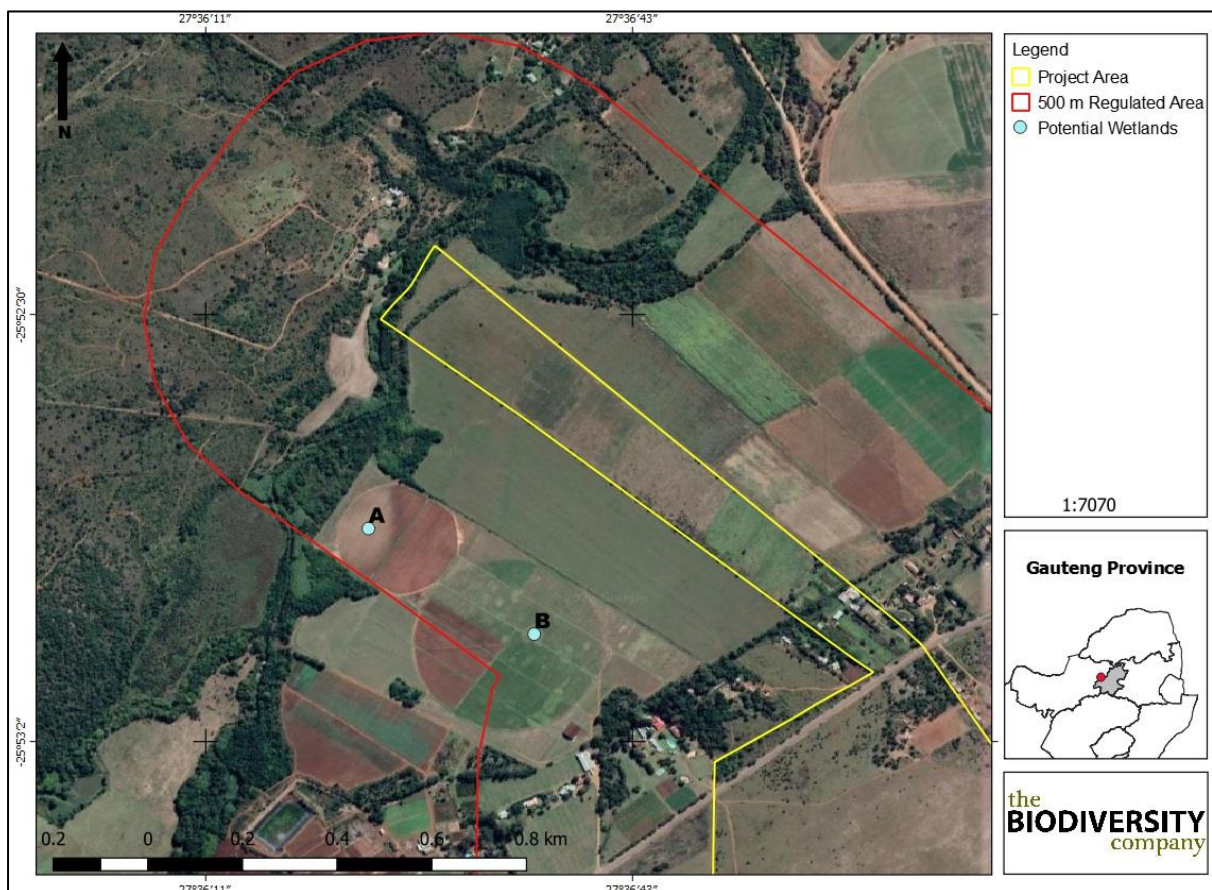 27°36'11"
27°36'43"
N
-25°52'30"
-25°53'2"
A
B
0.2
0
0.2
0.4
0.6
0.8 km
27°36'11"
27°36'43"
Legend
Project Area
500 m Regulated Area
Potential Wetlands
1:7070
Gauteng Province
the
BIODIVERSITY
company